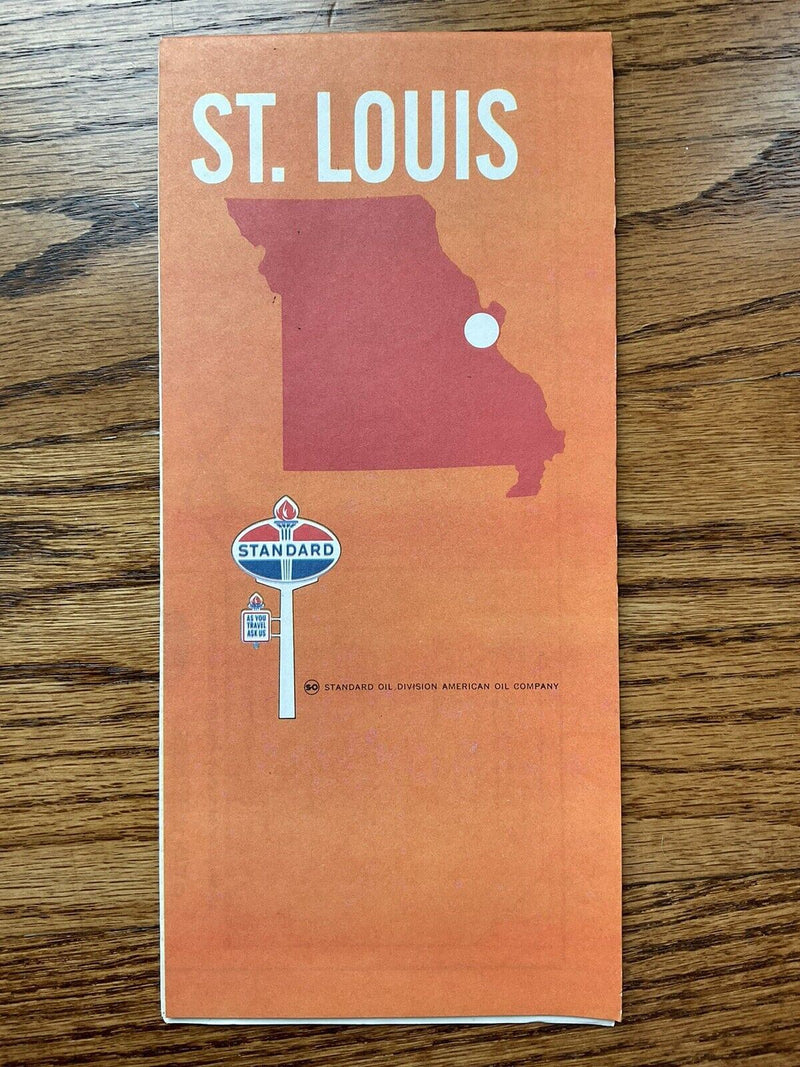 ST. LOUIS
STANDARD
AS YOU
TRAVEL
ASK US
SO STANDARD OIL DIVISION AMERICAN OIL COMPANY